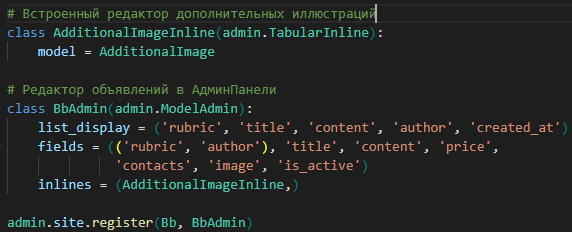 # Встроенный редактор дополнительных иллюстраций
class AdditionalImageInline(admin.TabularInline):
    model = AdditionalImage

# Редактор объявлений в АдминПанели
class BbAdmin(admin.ModelAdmin):
    list_display = ('rubric', 'title', 'content', 'author', 'created_at')
    fields = (('rubric', 'author'), 'title', 'content', 'price',
              'contacts', 'image', 'is_active')
    inlines = (AdditionalImageInline,)

admin.site.register(Bb, BbAdmin)